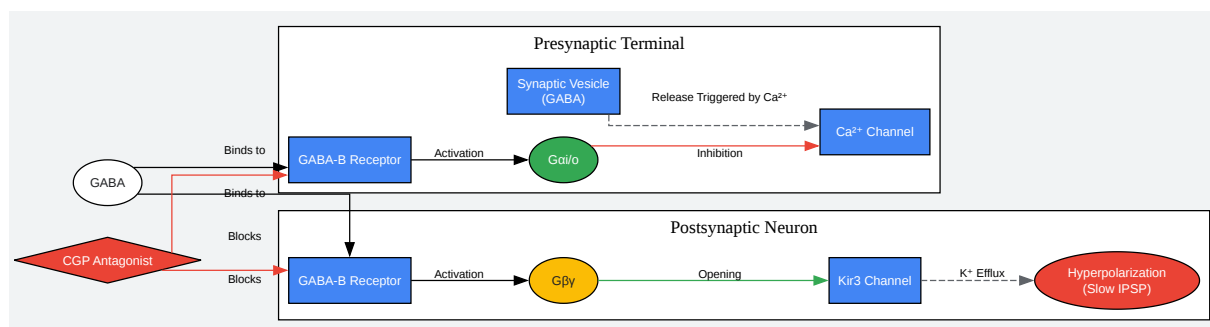 Presynaptic Terminal
Synaptic Vesicle
(GABA)
Release Triggered by Ca²⁺
Ca²⁺ Channel
Binds to
GABA-B Receptor
Activation
Gαi/o
Inhibition
GABA
Binds to
Postsynaptic Neuron
Blocks
CGP Antagonist
Blocks
GABA-B Receptor
Activation
Gβγ
Opening
Kir3 Channel
K⁺ Efflux
Hyperpolarization
(Slow IPSP)